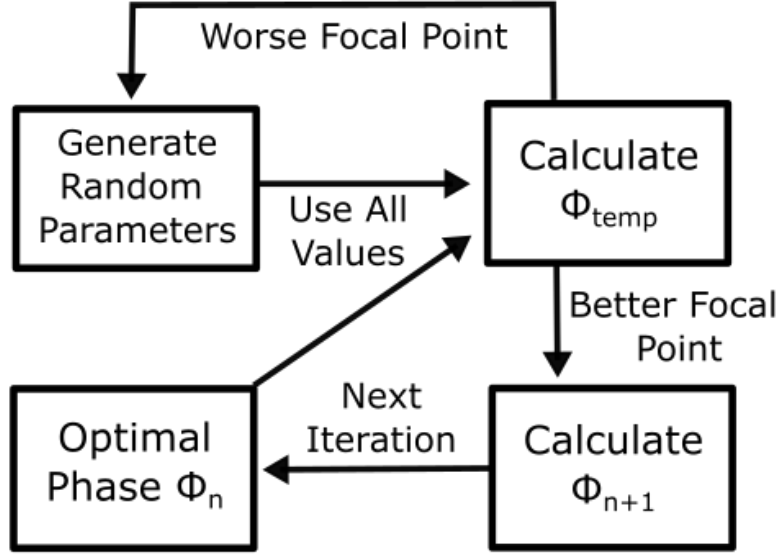 Worse Focal Point
Generate
Random
Parameters
Use All
Values
Calculate
Φtemp
Better Focal
Point
Optimal
Phase Φn
Next
Iteration
Calculate
Φn+1